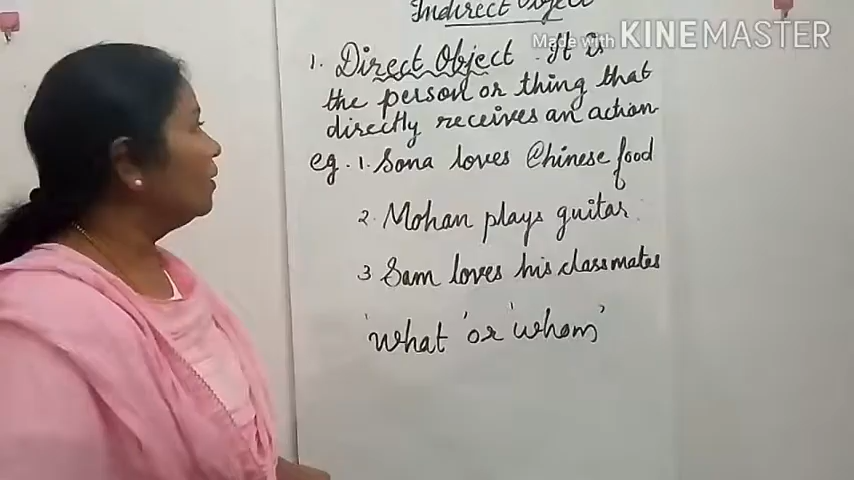 Indirect Object
Made with KINEMASTER
1. Direct Object . It is
the person or thing that
directly receives an action
eg. 1. Sona loves Chinese food
2. Mohan plays guitar.
3 Sam loves his classmates
'what' or 'whom'